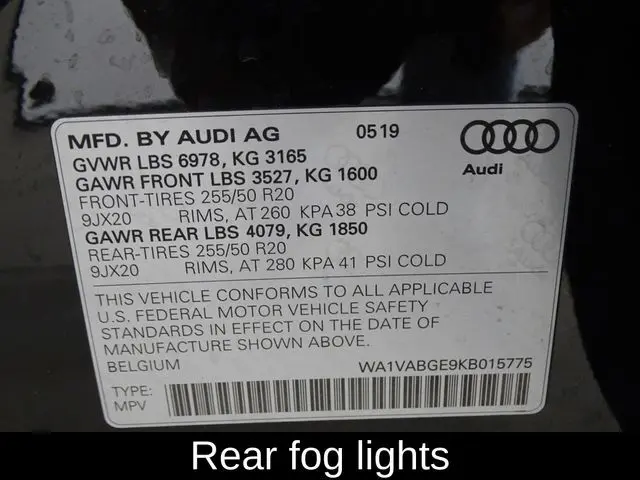 MFD. BY AUDI AG 0519
GVWR LBS 6978, KG 3165
GAWR FRONT LBS 3527, KG 1600
FRONT-TIRES 255/50 R20
9JX20 RIMS, AT 260 KPA 38 PSI COLD
GAWR REAR LBS 4079, KG 1850
REAR-TIRES 255/50 R20
9JX20 RIMS, AT 280 KPA 41 PSI COLD
Audi
THIS VEHICLE CONFORMS TO ALL APPLICABLE
U.S. FEDERAL MOTOR VEHICLE SAFETY
STANDARDS IN EFFECT ON THE DATE OF
MANUFACTURE SHOWN ABOVE.
BELGIUM WA1VABGE9KB015775
TYPE:
MPV
Rear fog lights